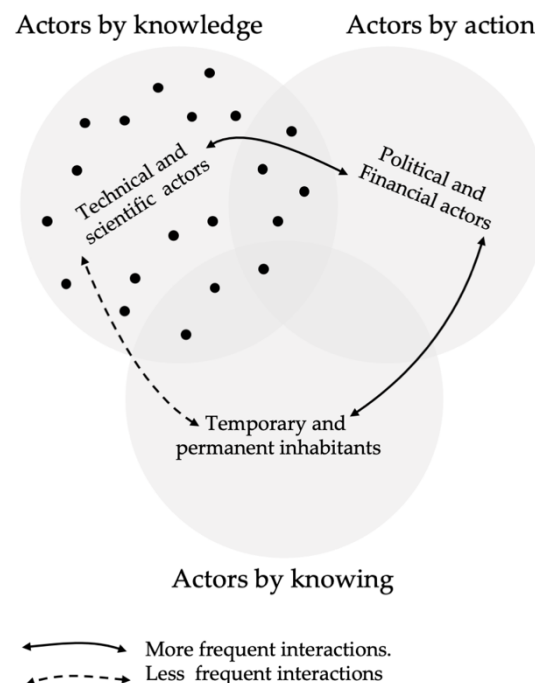 Actors by knowledge
Actors by action
Technical and
scientific actors
Political and
Financial actors
Temporary and
permanent inhabitants
Actors by knowing
More frequent interactions.
Less frequent interactions